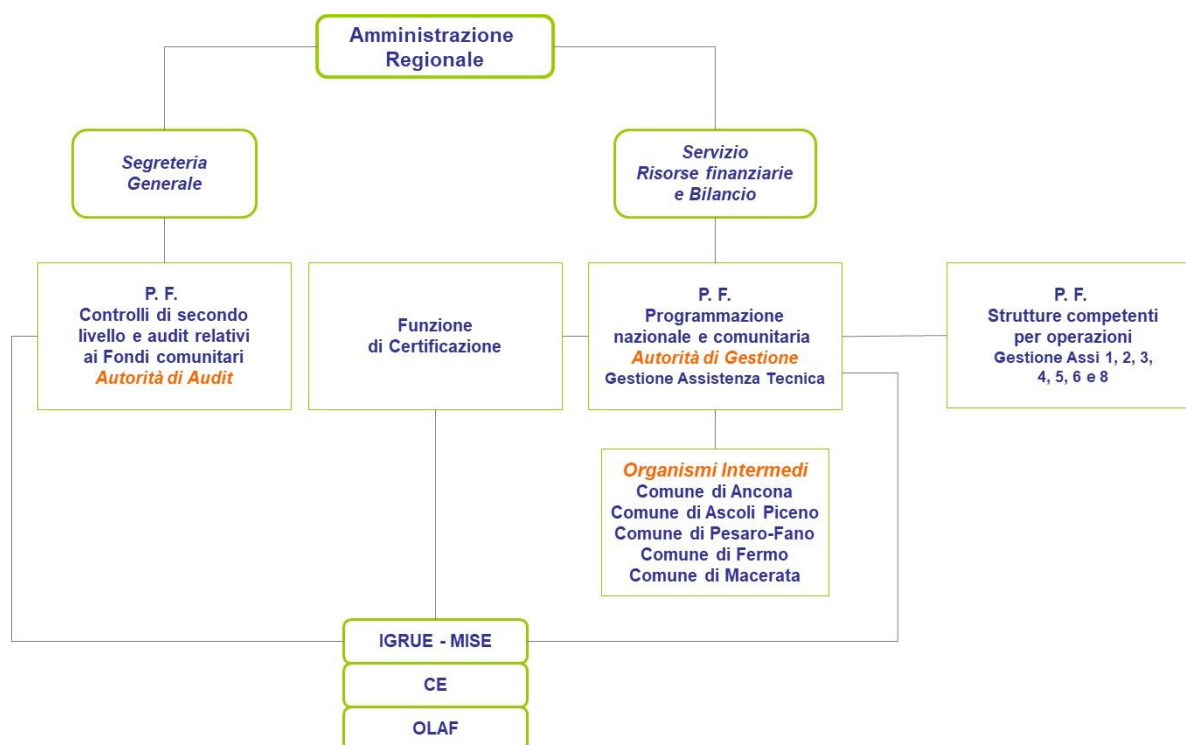 Amministrazione
Regionale
Segreteria
Generale
Servizio
Risorse finanziarie
e Bilancio
P. F.
Controlli di secondo
livello e audit relativi
ai Fondi comunitari
Autorità di Audit
Funzione
di Certificazione
P. F.
Programmazione
nazionale e comunitaria
Autorità di Gestione
Gestione Assistenza Tecnica
P. F.
Strutture competenti
per operazioni
Gestione Assi 1, 2, 3,
4, 5, 6 e 8
Organismi Intermedi
Comune di Ancona
Comune di Ascoli Piceno
Comune di Pesaro-Fano
Comune di Fermo
Comune di Macerata
IGRUE - MISE
CE
OLAF